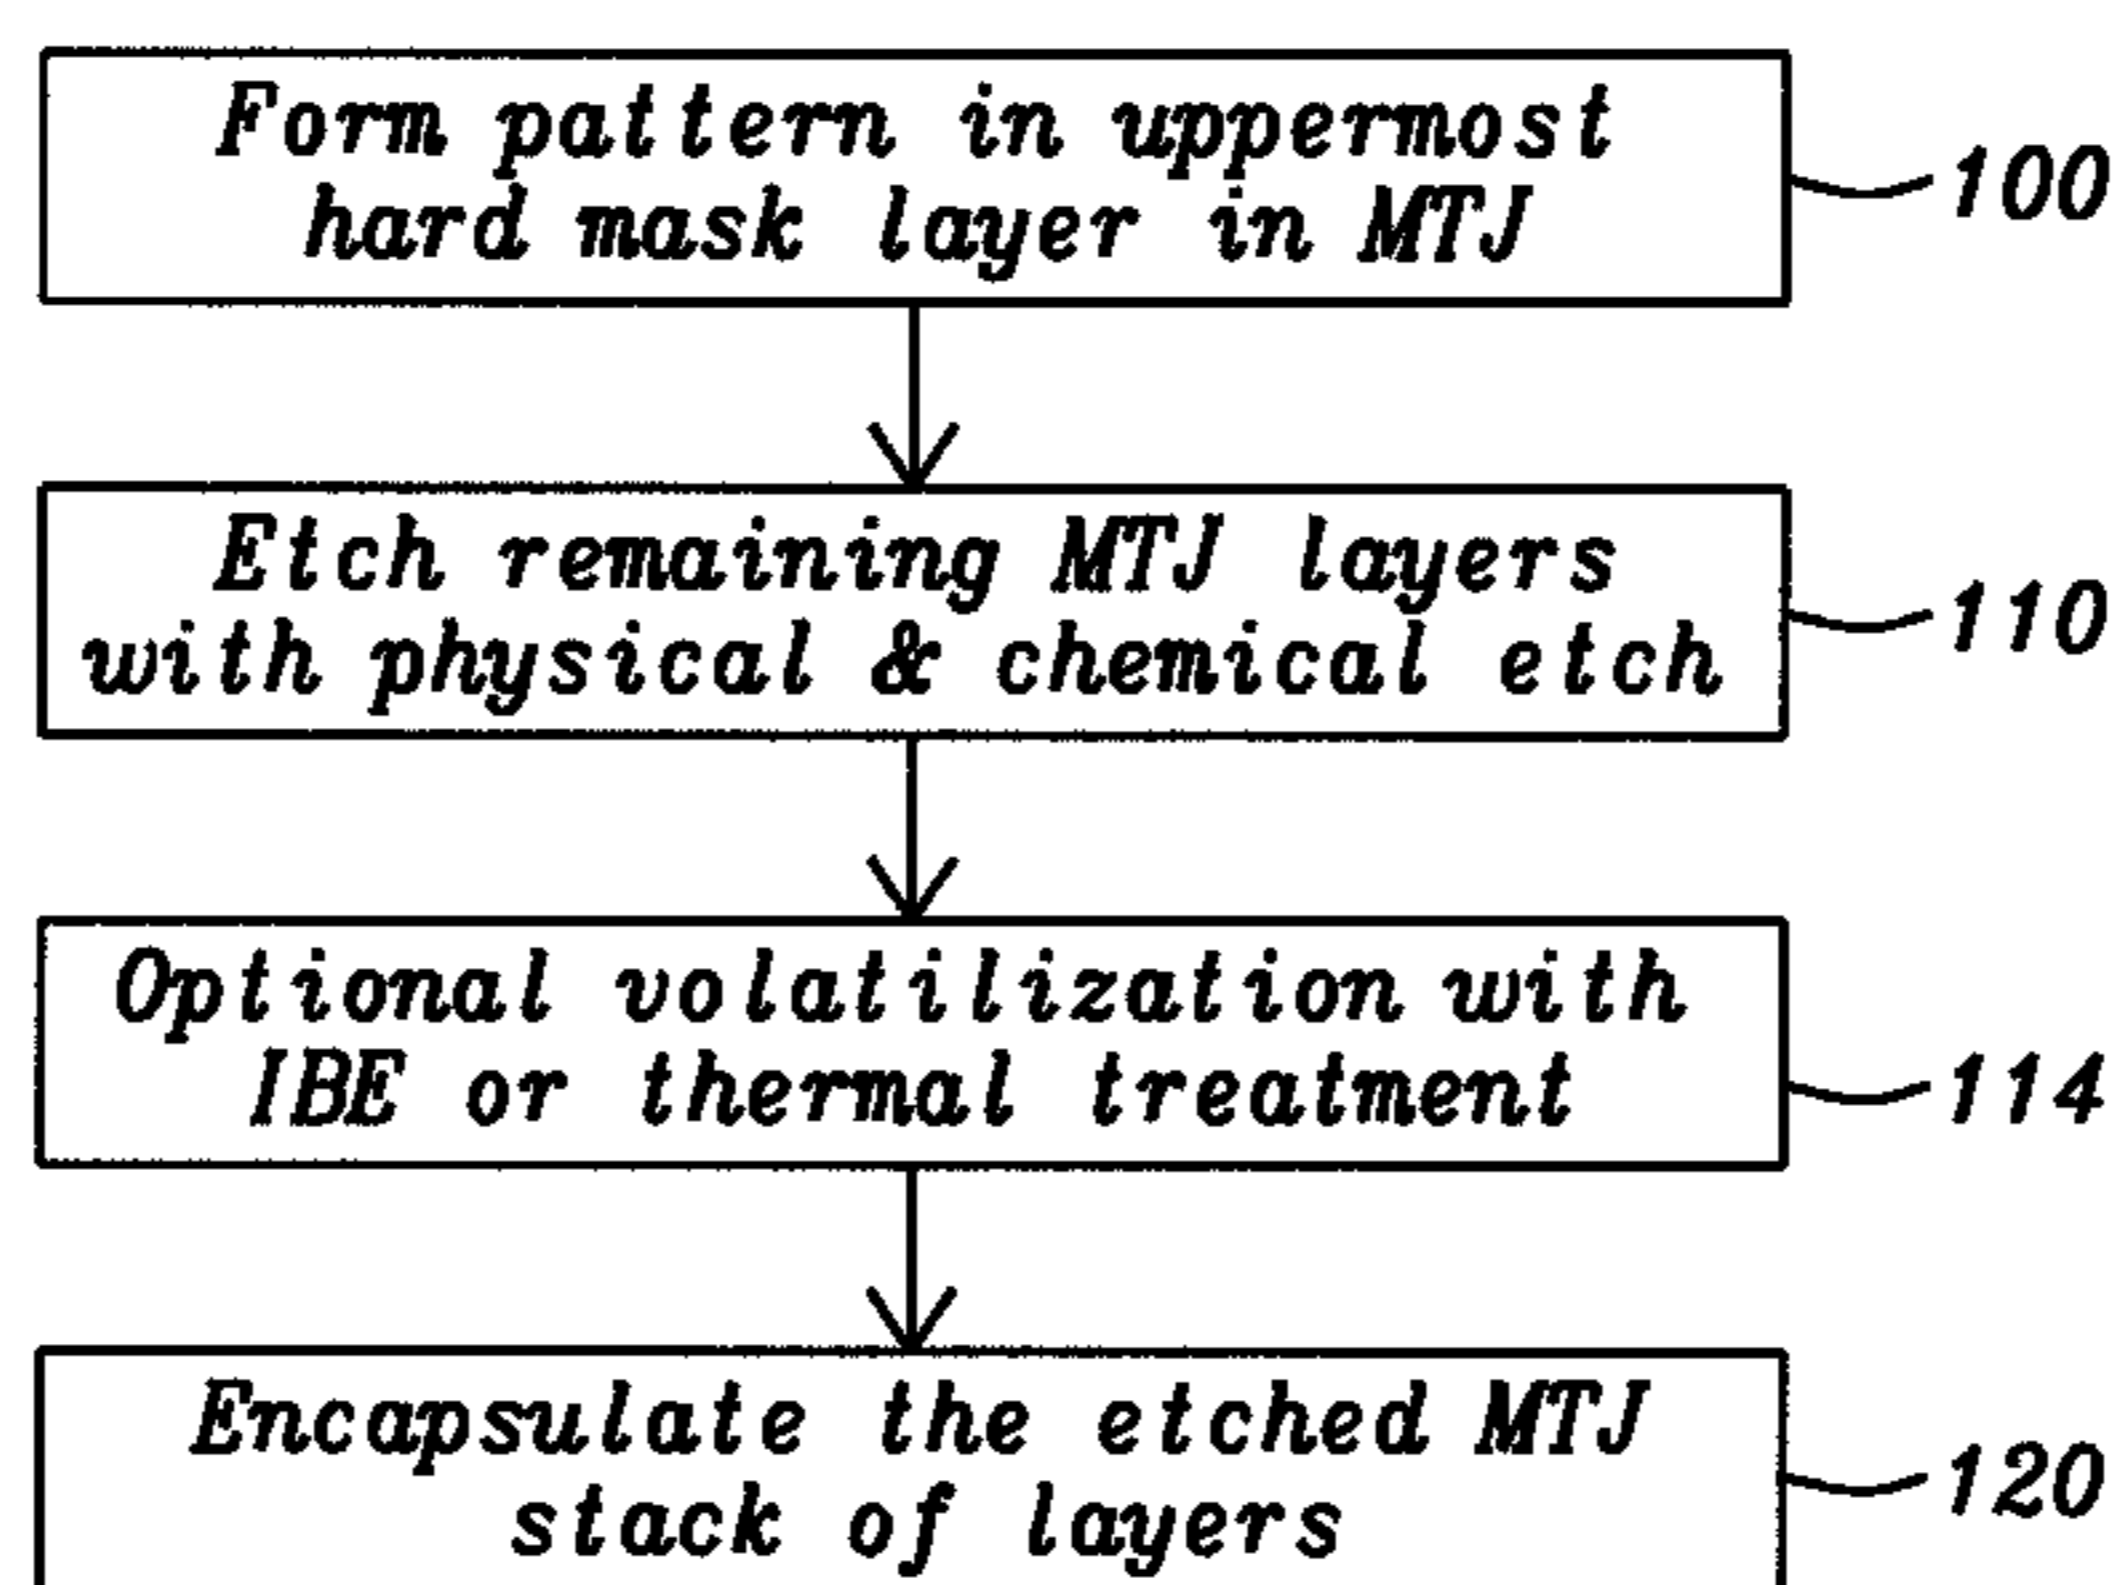 Form pattern in uppermost
hard mask layer in MTJ
100
Etch remaining MTJ layers
with physical & chemical etch
110
Optional volatilization with
IBE or thermal treatment
114
Encapsulate the etched MTJ
stack of layers
120